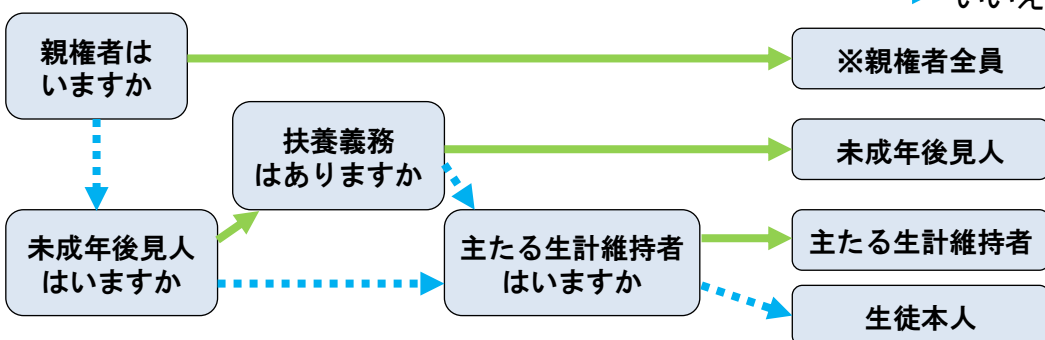 いいえ
親権者は
いますか
※親権者全員
扶養義務
はありますか
未成年後見人
未成年後見人
はいますか
主たる生計維持者
はいますか
主たる生計維持者
生徒本人